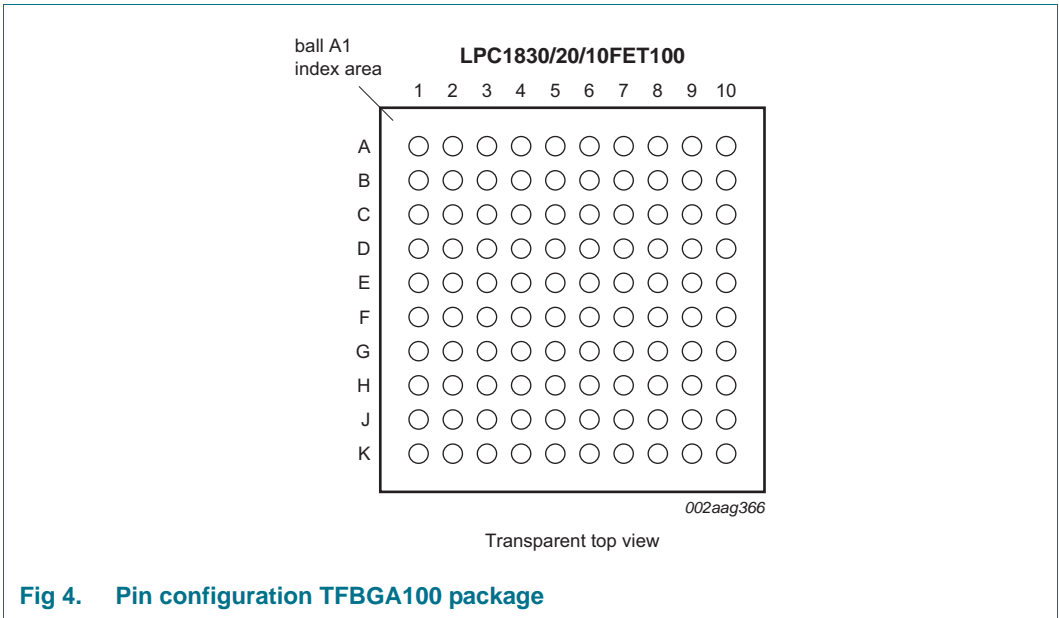 ball A1
index area
LPC1830/20/10FET100
1 2 3 4 5 6 7 8 9 10
A
B
C
D
E
F
G
H
J
K
002aag366
Transparent top view
Fig 4. Pin configuration TFBGA100 package